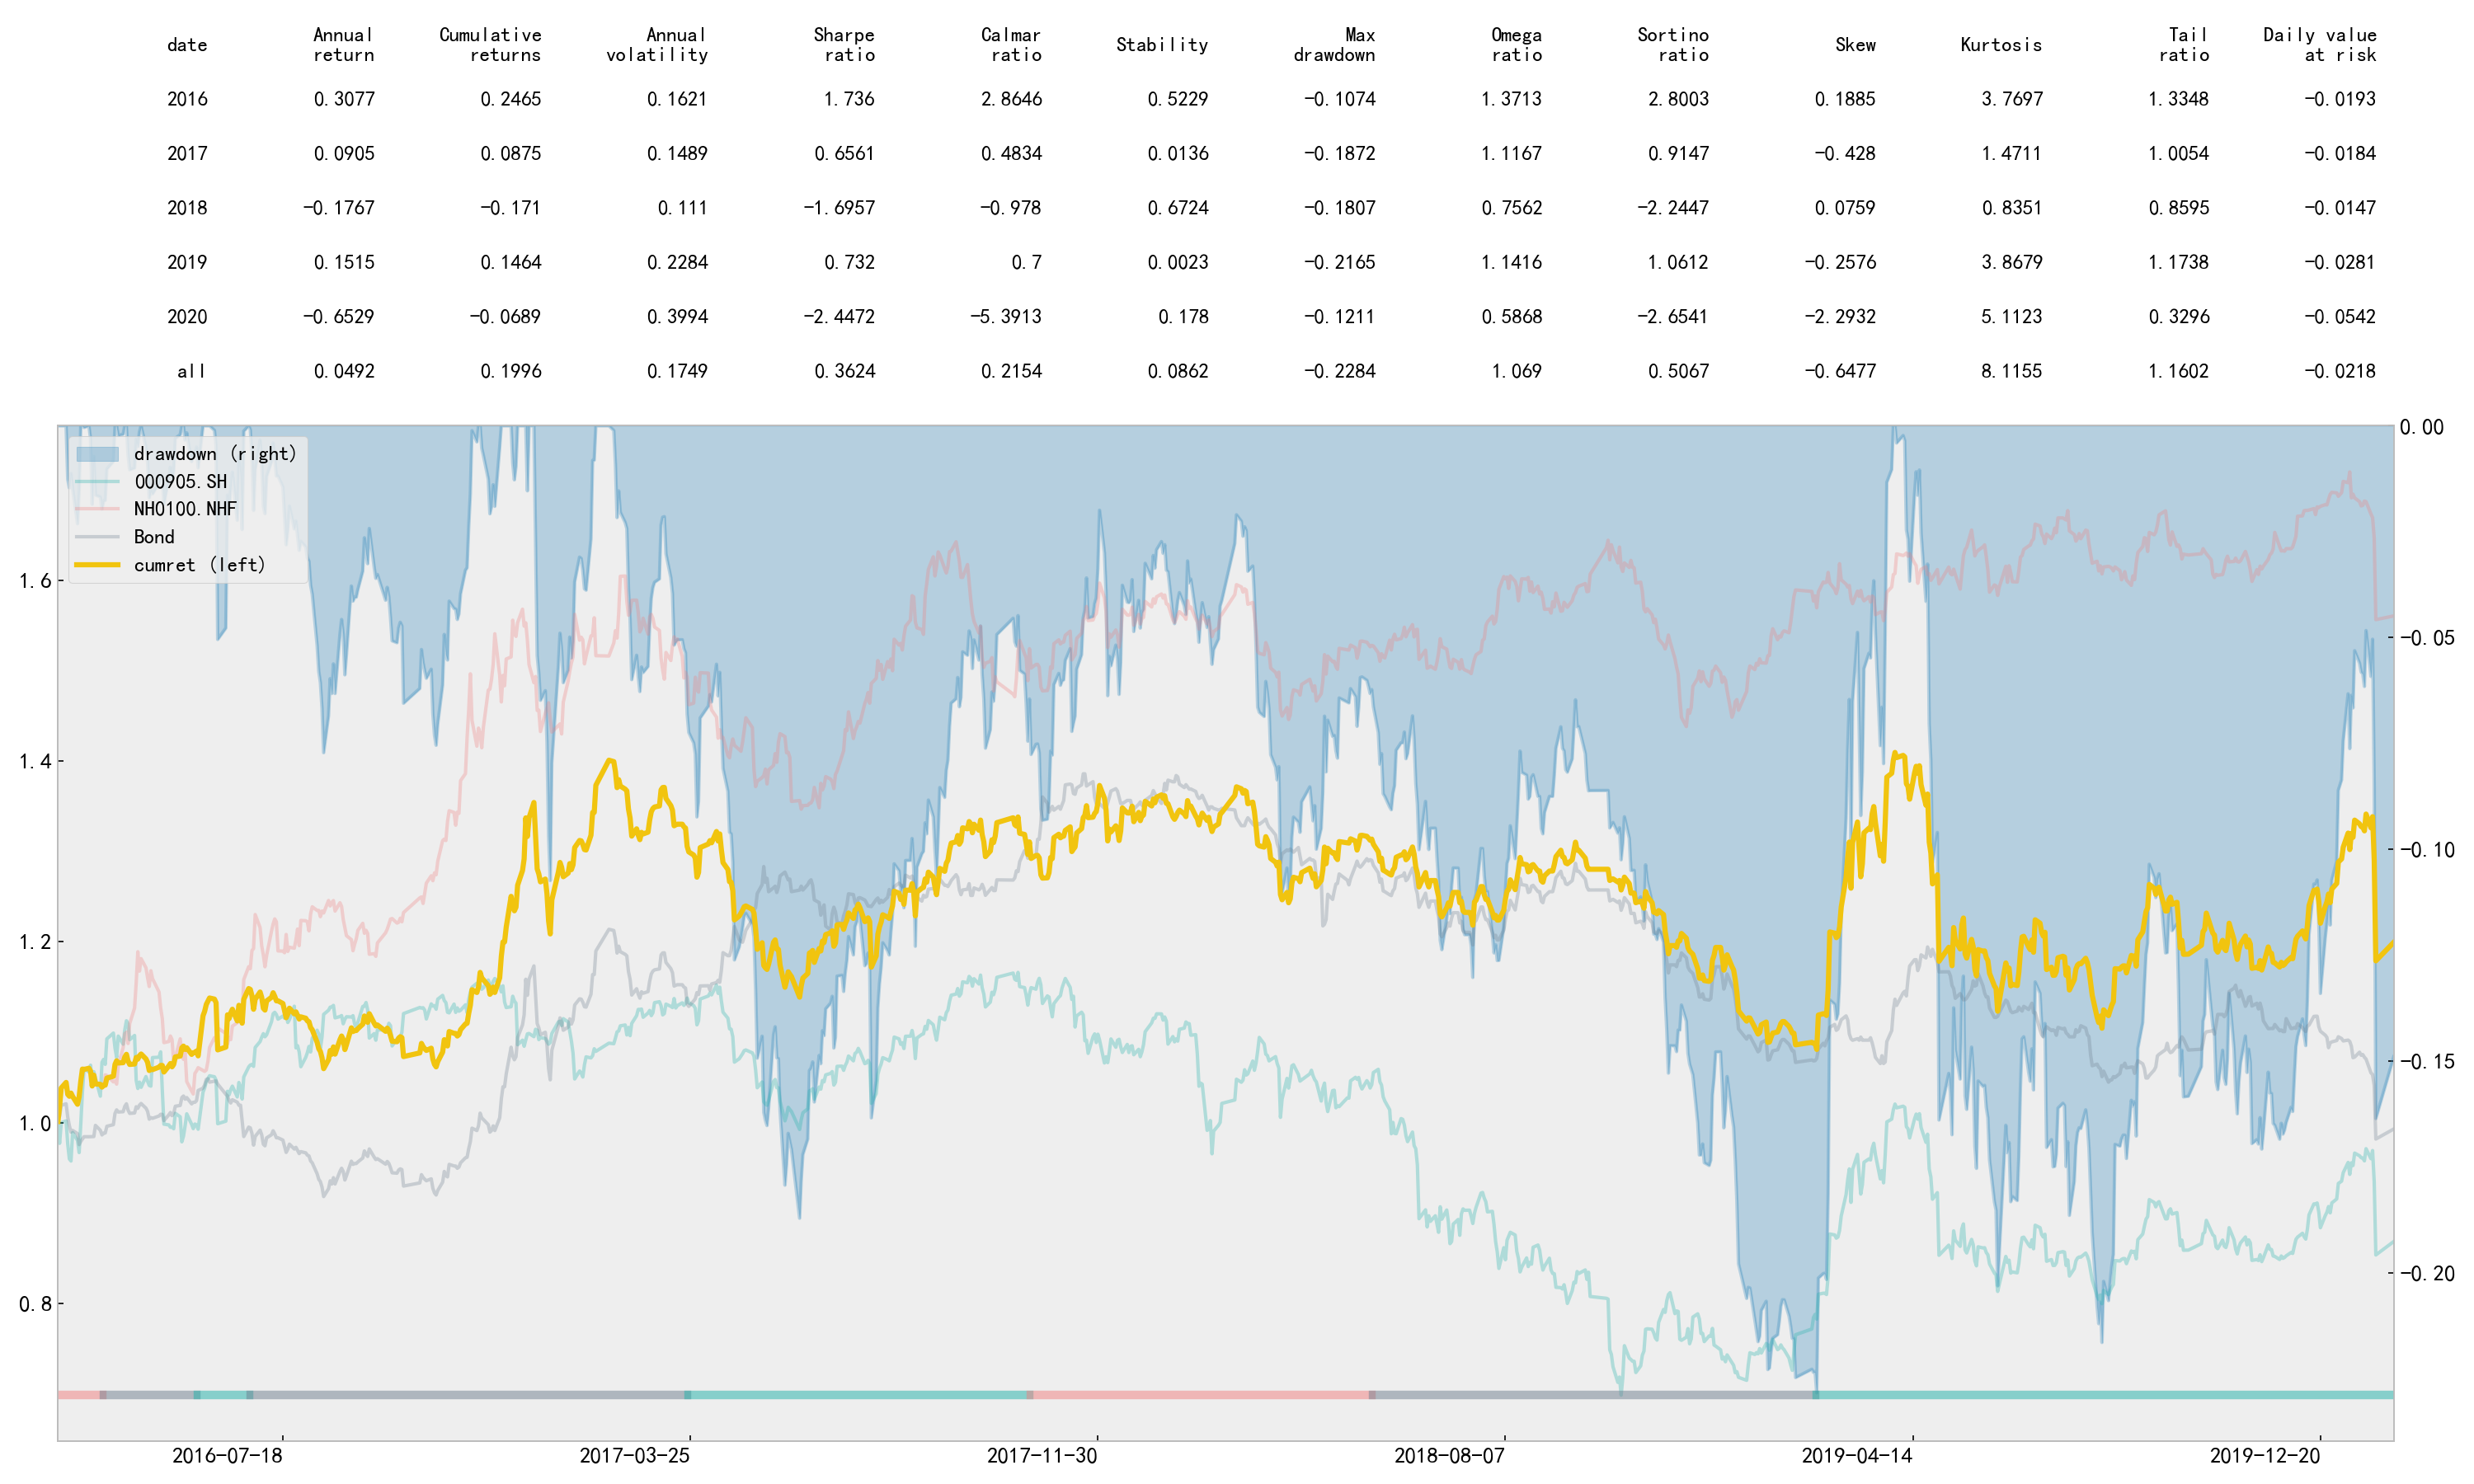 date Annual return Cumulative returns Annual volatility Sharpe ratio Calmar ratio Stability Max drawdown Omega ratio Sortino ratio Skew Kurtosis Tail ratio Daily value at risk
2016 0.3077 0.2465 0.1621 1.736 2.8646 0.5229 -0.1074 1.3713 2.8003 0.1885 3.7697 1.3348 -0.0193
2017 0.0905 0.0875 0.1489 0.6561 0.4834 0.0136 -0.1872 1.1167 0.9147 -0.428 1.4711 1.0054 -0.0184
2018 -0.1767 -0.171 0.111 -1.6957 -0.978 0.6724 -0.1807 0.7562 -2.2447 0.0759 0.8351 0.8595 -0.0147
2019 0.1515 0.1464 0.2284 0.732 0.7 0.0023 -0.2165 1.1416 1.0612 -0.2576 3.8679 1.1738 -0.0281
2020 -0.6529 -0.0689 0.3994 -2.4472 -5.3913 0.178 -0.1211 0.5868 -2.6541 -2.2932 5.1123 0.3296 -0.0542
all 0.0492 0.1996 0.1749 0.3624 0.2154 0.0862 -0.2284 1.069 0.5067 -0.6477 8.1155 1.1602 -0.0218
drawdown (right)
000905.SH
NH0100.NHF
Bond
cumret (left)
1.6
1.4
1.2
1.0
0.8
0.00
-0.05
-0.10
-0.15
-0.20
2016-07-18 2017-03-25 2017-11-30 2018-08-07 2019-04-14 2019-12-20